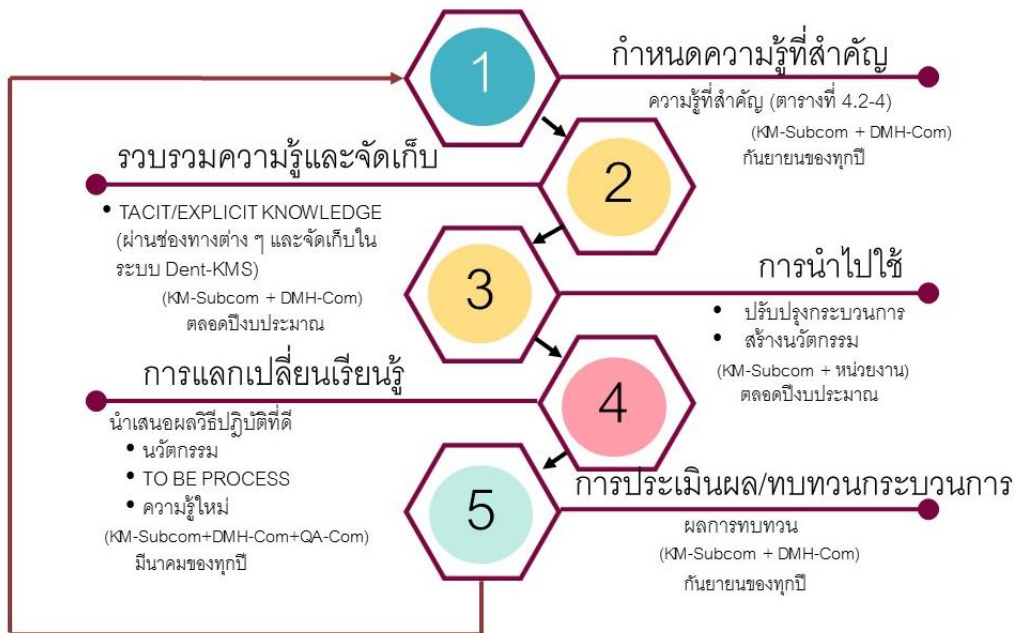 1
กำหนดความรู้ที่สำคัญ
ความรู้ที่สำคัญ (ตารางที่ 4.2-4)
(KM-Subcom + DMH-Com)
กันยายนของทุกปี
2
รวบรวมความรู้และจัดเก็บ
• TACIT/EXPLICIT KNOWLEDGE
(ผ่านช่องทางต่าง ๆ และจัดเก็บใน
ระบบ Dent-KMS)
(KM-Subcom + DMH-Com)
ตลอดปีงบประมาณ
3
การนำไปใช้
• ปรับปรุงกระบวนการ
• สร้างนวัตกรรม
(KM-Subcom + หน่วยงาน)
ตลอดปีงบประมาณ
4
การแลกเปลี่ยนเรียนรู้
นำเสนอผลวิธีปฏิบัติที่ดี
• นวัตกรรม
• TO BE PROCESS
• ความรู้ใหม่
(KM-Subcom+DMH-Com+QA-Com)
มีนาคมของทุกปี
5
การประเมินผล/ทบทวนกระบวนการ
ผลการทบทวน
(KM-Subcom + DMH-Com)
กันยายนของทุกปี